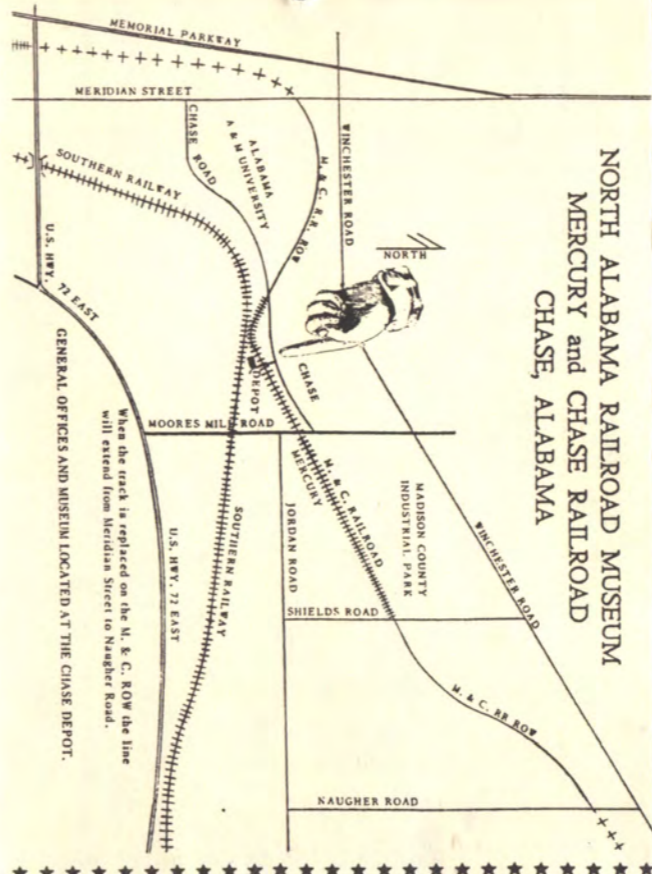 NORTH ALABAMA RAILROAD MUSEUM
MERCURY and CHASE RAILROAD
CHASE, ALABAMA
MEMORIAL PARKWAY
MERIDIAN STREET
CHASE ROAD
ALABAMA
A & M UNIVERSITY
M. & C. R.R. ROW
WINCHESTER ROAD
SOUTHERN RAILWAY
NORTH
U.S. HWY. 72 EAST
DEPOT
CHASE
MOORES MILL ROAD
MERCURY
M. & C. RAILROAD
MADISON COUNTY
INDUSTRIAL PARK
WINCHESTER ROAD
JORDAN ROAD
SHIELDS ROAD
SOUTHERN RAILWAY
U.S. HWY. 72 EAST
M. & C. RR ROW
NAUGHER ROAD
When the track is replaced on the M. & C. ROW the line
will extend from Meridian Street to Naugher Road.
GENERAL OFFICES AND MUSEUM LOCATED AT THE CHASE DEPOT.